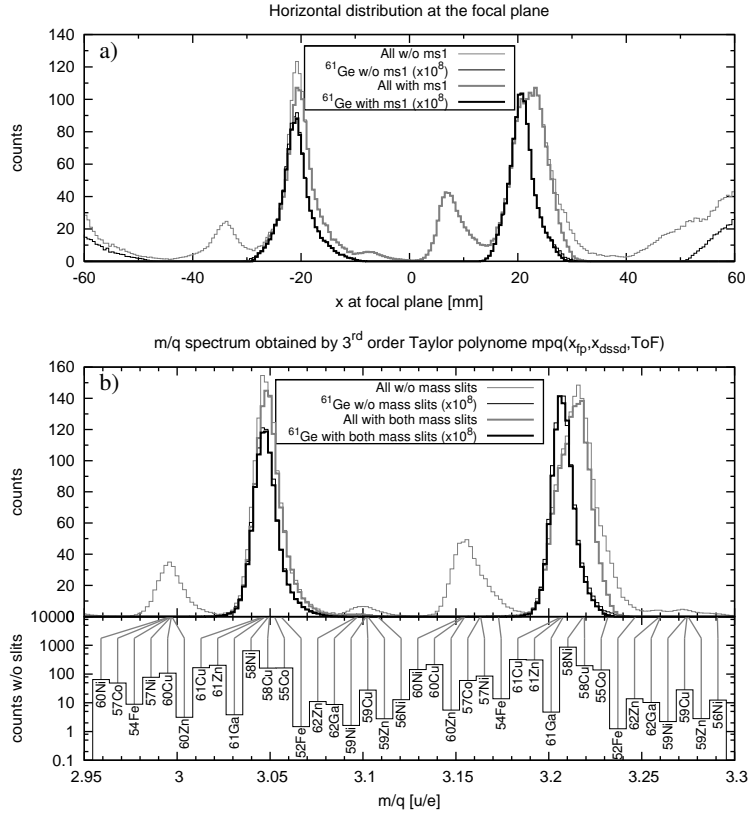 Horizontal distribution at the focal plane
a)
All w/o ms1
61Ge w/o ms1 (x10^8)
All with ms1
61Ge with ms1 (x10^8)
counts
140
120
100
80
60
40
20
0
-60 -40 -20 0 20 40 60
x at focal plane [mm]
m/q spectrum obtained by 3rd order Taylor polynome mpq(x_fp,x_dssd,ToF)
b)
All w/o mass slits
61Ge w/o mass slits (x10^8)
All with both mass slits
61Ge with both mass slits (x10^8)
counts
160
140
120
100
80
60
40
20
0
counts w/o slits
10000
1000
100
10
1
0.1
60Ni 57Co 54Fe 57Ni 60Cu 60Zn 61Cu 61Zn 61Ga 58Ni 58Cu 55Co 52Fe 62Zn 62Ga 59Ni 59Cu 59Zn 56Ni 60Ni 60Cu 60Zn 57Co 57Ni 54Fe 61Cu 61Zn 61Ga 58Ni 58Cu 55Co 52Fe 62Zn 62Ga 59Ni 59Cu 59Zn 56Ni
2.95 3 3.05 3.1 3.15 3.2 3.25 3.3
m/q [u/e]